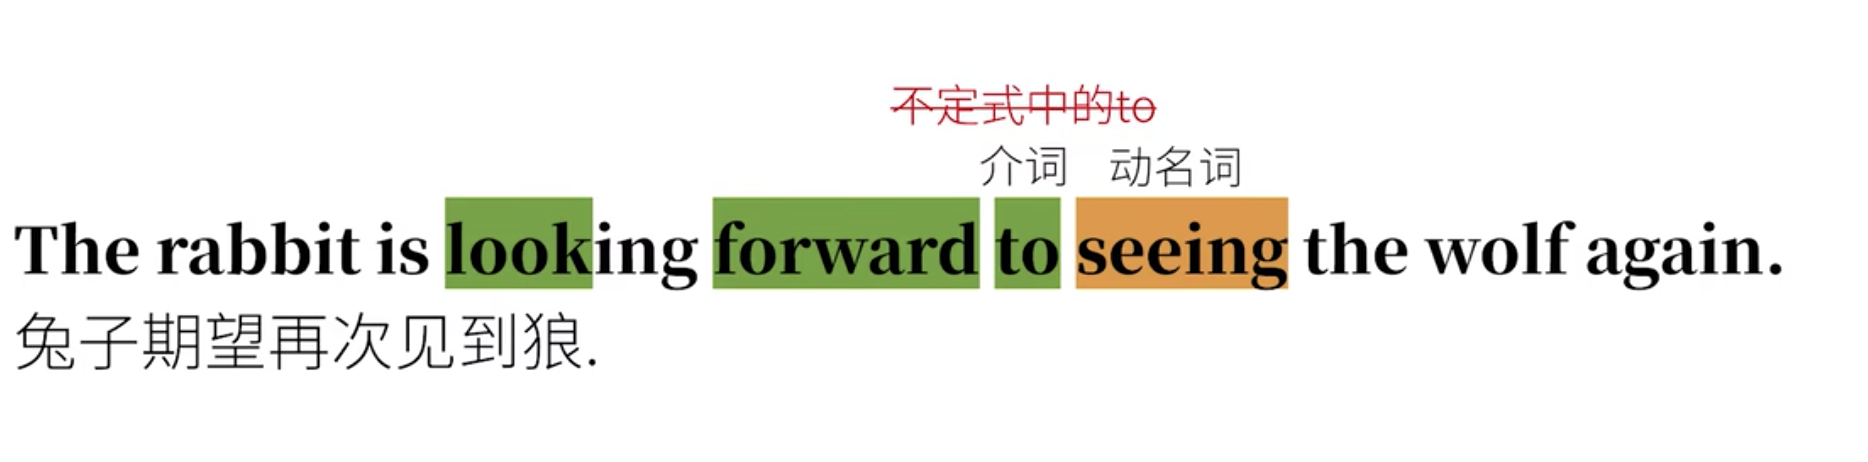 不定式中的to
介词 动名词
The rabbit is looking forward to seeing the wolf again.
兔子期望再次见到狼.